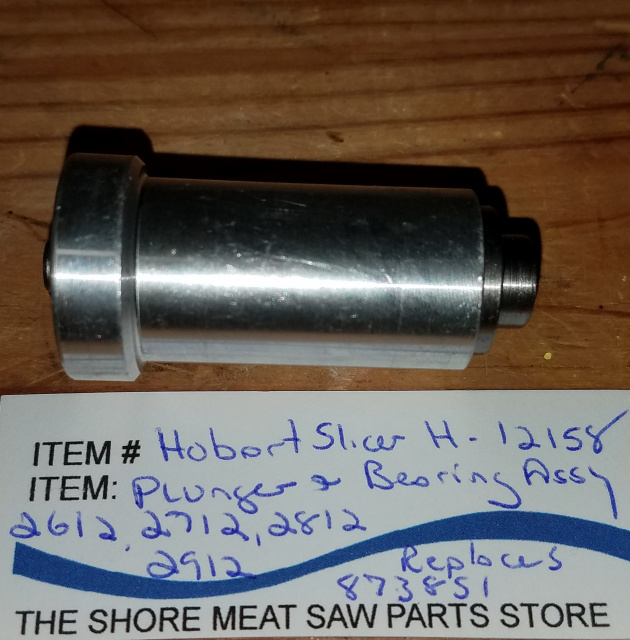 ITEM # Hobart Slicer H-12158
ITEM: Plunger & Bearing Assy
2612, 2712, 2812
2912 Replaces
873851
THE SHORE MEAT SAW PARTS STORE